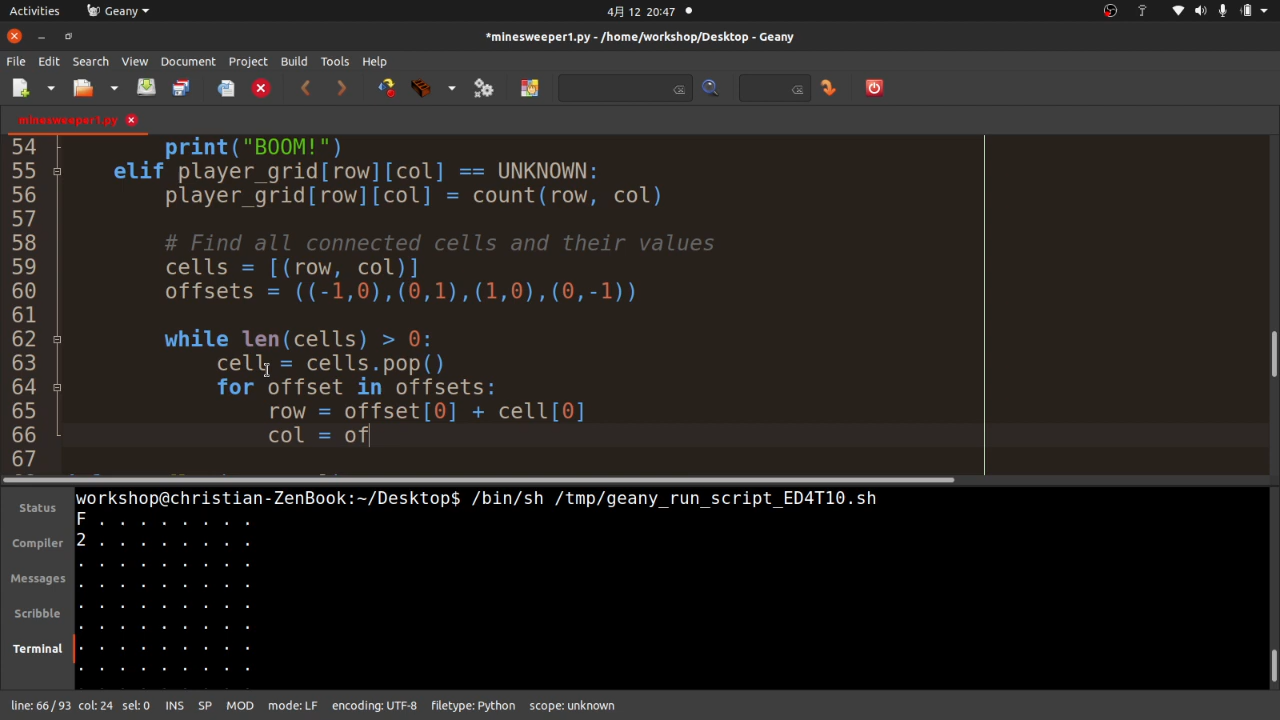 Activities Geany 4月 12 20:47
*minesweeper1.py - /home/workshop/Desktop - Geany
File Edit Search View Document Project Build Tools Help
minesweeper1.py
54 print("BOOM!")
55 elif player_grid[row][col] == UNKNOWN:
56 player_grid[row][col] = count(row, col)
57
58 # Find all connected cells and their values
59 cells = [(row, col)]
60 offsets = ((-1,0),(0,1),(1,0),(0,-1))
61
62 while len(cells) > 0:
63 cell = cells.pop()
64 for offset in offsets:
65 row = offset[0] + cell[0]
66 col = of
67
Status
Compiler
Messages
Scribble
Terminal
workshop@christian-ZenBook:~/Desktop$ /bin/sh /tmp/geany_run_script_ED4T10.sh
F . . . . . . . .
2 . . . . . . . .
. . . . . . . . .
. . . . . . . . .
. . . . . . . . .
. . . . . . . . .
. . . . . . . . .
. . . . . . . . .
line: 66 / 93 col: 24 sel: 0 INS SP MOD mode: LF encoding: UTF-8 filetype: Python scope: unknown